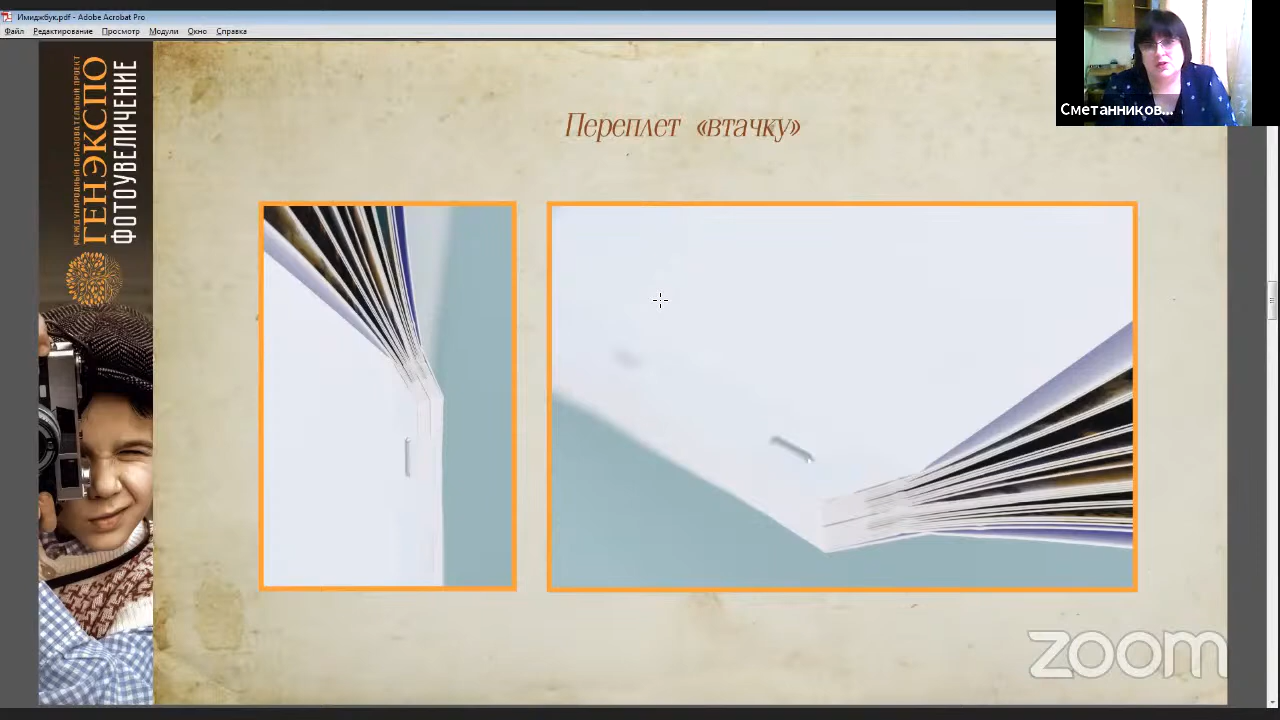 Имиджбук.pdf - Adobe Acrobat Pro
Файл Редактирование Просмотр Модули Окно Справка
МЕЖДУНАРОДНЫЙ ОБРАЗОВАТЕЛЬНЫЙ ПРОЕКТ
ГЕНЭКСПО
ФОТОУВЕЛИЧЕНИЕ
Переплет «втачку»
Сметанников...
zoom